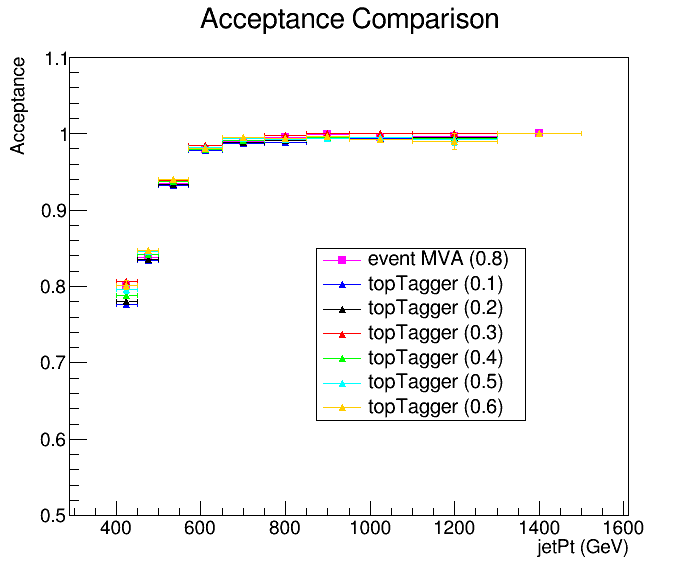 Acceptance Comparison
Acceptance
1.1
1
0.9
0.8
0.7
0.6
0.5
event MVA (0.8)
topTagger (0.1)
topTagger (0.2)
topTagger (0.3)
topTagger (0.4)
topTagger (0.5)
topTagger (0.6)
400 600 800 1000 1200 1400 1600
jetPt (GeV)